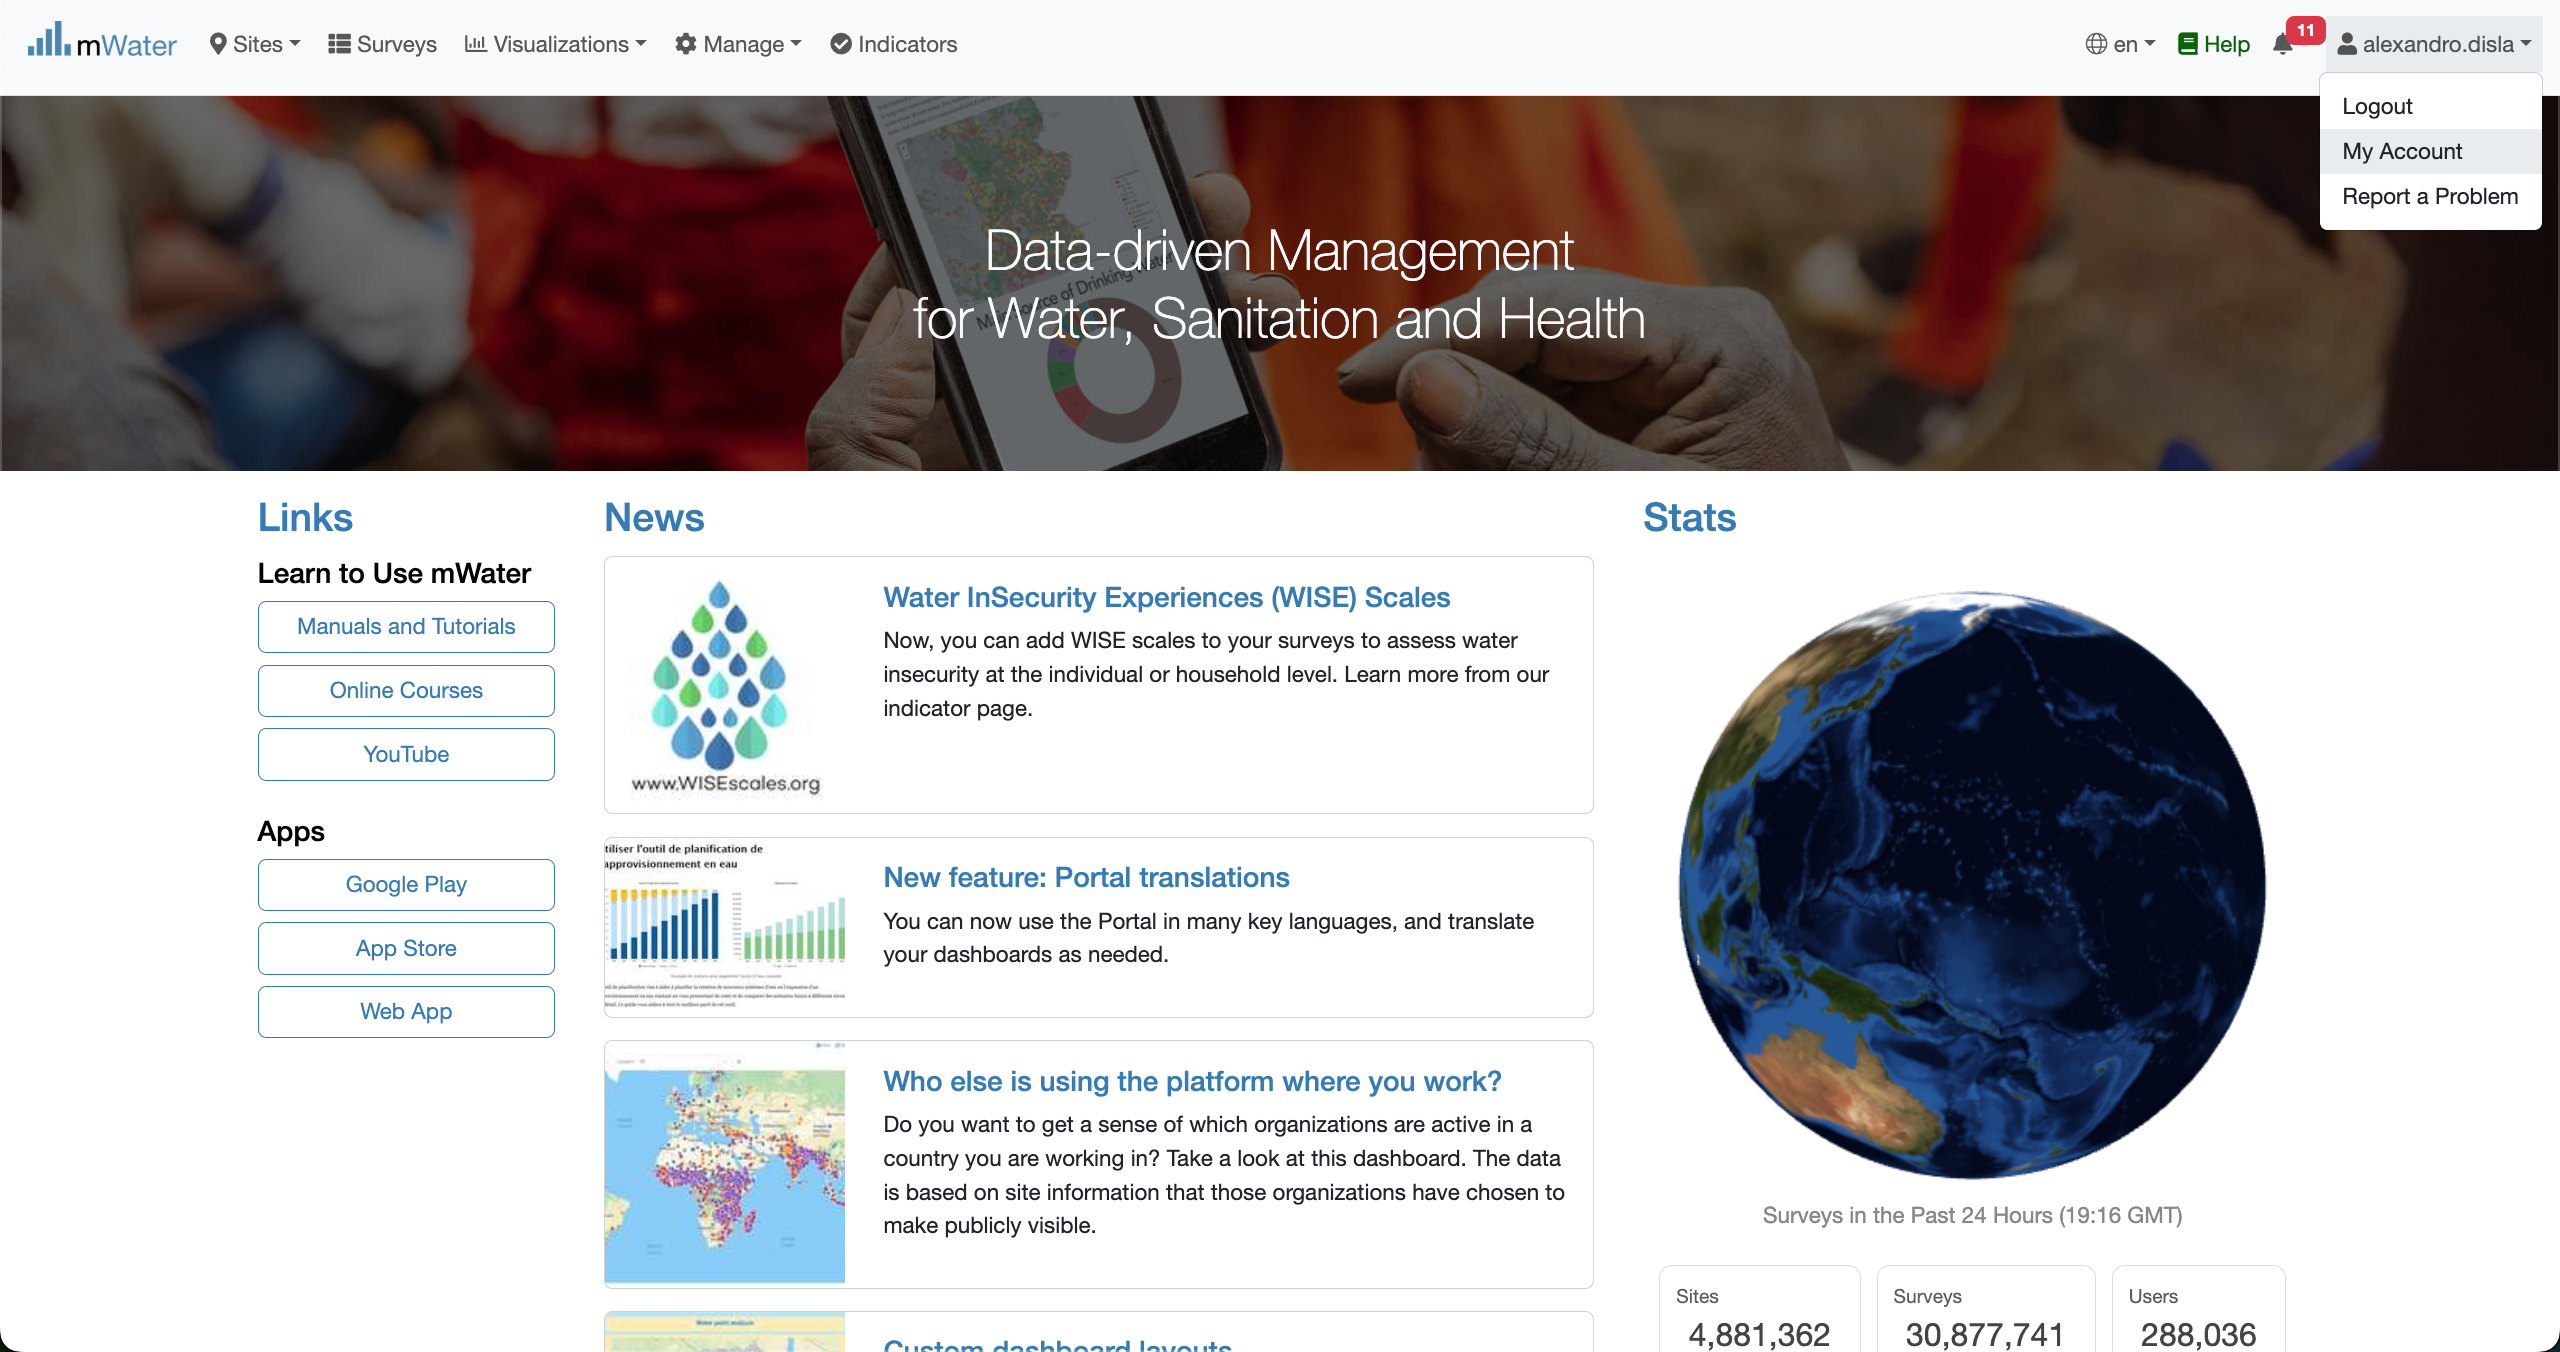 mWater
Sites
Surveys
Visualizations
Manage
Indicators
en
Help
11
alexandro.disla
Logout
My Account
Report a Problem
Data-driven Management
for Water, Sanitation and Health
Links
Learn to Use mWater
Manuals and Tutorials
Online Courses
YouTube
Apps
Google Play
App Store
Web App
News
www.WISEscales.org
Water InSecurity Experiences (WISE) Scales
Now, you can add WISE scales to your surveys to assess water
insecurity at the individual or household level. Learn more from our
indicator page.
tiliser l'outil de planification de
approvisionnement en eau
New feature: Portal translations
You can now use the Portal in many key languages, and translate
your dashboards as needed.
Who else is using the platform where you work?
Do you want to get a sense of which organizations are active in a
country you are working in? Take a look at this dashboard. The data
is based on site information that those organizations have chosen to
make publicly visible.
Custom dashboard layouts
Stats
Surveys in the Past 24 Hours (19:16 GMT)
Sites
4,881,362
Surveys
30,877,741
Users
288,036